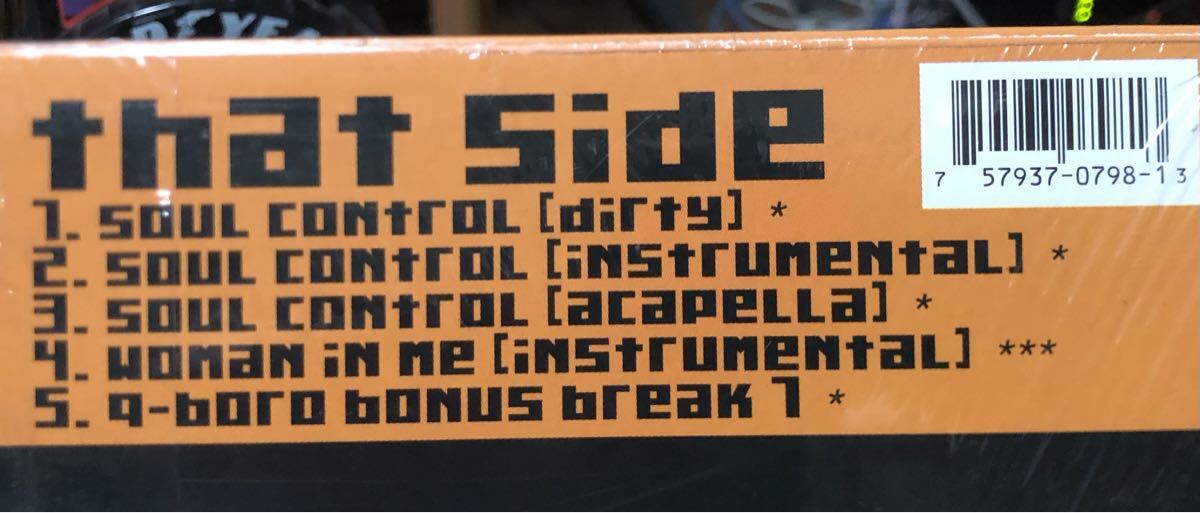 that side
1. soul control [dirty] *
2. soul control [instrumental] *
3. soul control [acapella] *
4. woman in me [instrumental] ***
5. q-boro bonus break 1 *
7 57937-0798-1 3